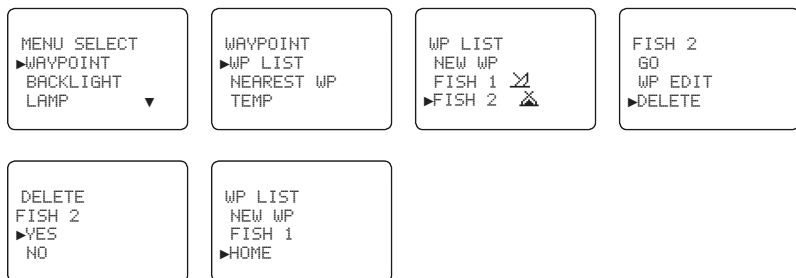 MENU SELECT
►WAYPOINT
BACKLIGHT
LAMP ▼
WAYPOINT
►WP LIST
NEAREST WP
TEMP
WP LIST
NEW WP
FISH 1
►FISH 2
FISH 2
GO
WP EDIT
►DELETE
DELETE
FISH 2
►YES
NO
WP LIST
NEW WP
FISH 1
►HOME